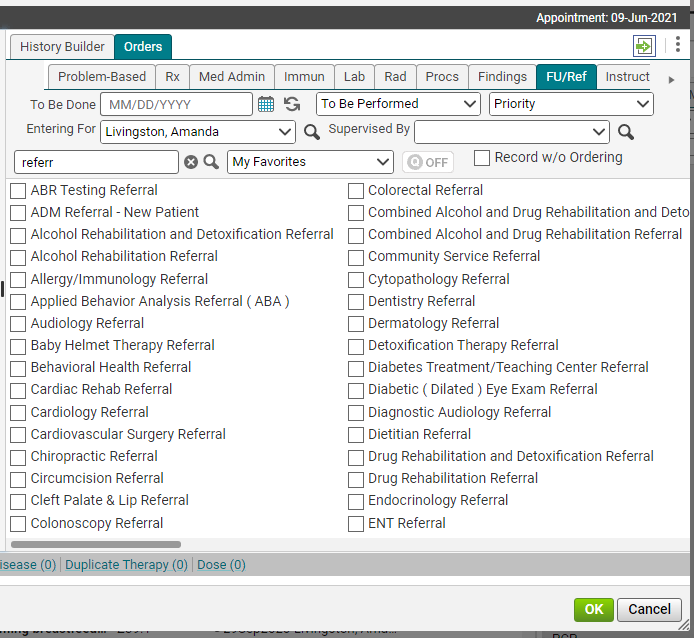 Appointment: 09-Jun-2021
History Builder Orders
Problem-Based Rx Med Admin Immun Lab Rad Procs Findings FU/Ref Instruct
To Be Done MM/DD/YYYY To Be Performed Priority
Entering For Livingston, Amanda Supervised By
referr My Favorites OFF Record w/o Ordering
ABR Testing Referral
ADM Referral - New Patient
Alcohol Rehabilitation and Detoxification Referral
Alcohol Rehabilitation Referral
Allergy/Immunology Referral
Applied Behavior Analysis Referral ( ABA )
Audiology Referral
Baby Helmet Therapy Referral
Behavioral Health Referral
Cardiac Rehab Referral
Cardiology Referral
Cardiovascular Surgery Referral
Chiropractic Referral
Circumcision Referral
Cleft Palate & Lip Referral
Colonoscopy Referral
Colorectal Referral
Combined Alcohol and Drug Rehabilitation and Deto
Combined Alcohol and Drug Rehabilitation Referral
Community Service Referral
Cytopathology Referral
Dentistry Referral
Dermatology Referral
Detoxification Therapy Referral
Diabetes Treatment/Teaching Center Referral
Diabetic ( Dilated ) Eye Exam Referral
Diagnostic Audiology Referral
Dietitian Referral
Drug Rehabilitation and Detoxification Referral
Drug Rehabilitation Referral
Endocrinology Referral
ENT Referral
isease (0) Duplicate Therapy (0) Dose (0)
OK Cancel